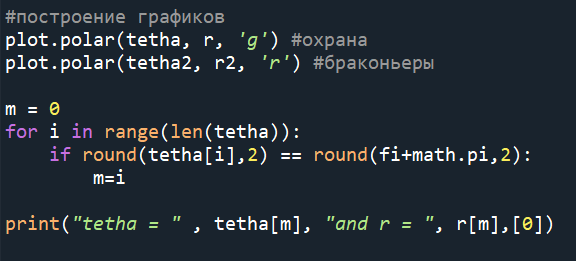 #построение графиков
plot.polar(tetha, r, 'g') #охрана
plot.polar(tetha2, r2, 'r') #браконьеры

m = 0
for i in range(len(tetha)):
    if round(tetha[i],2) == round(fi+math.pi,2):
        m=i

print("tetha = " , tetha[m], "and r = ", r[m],[0])